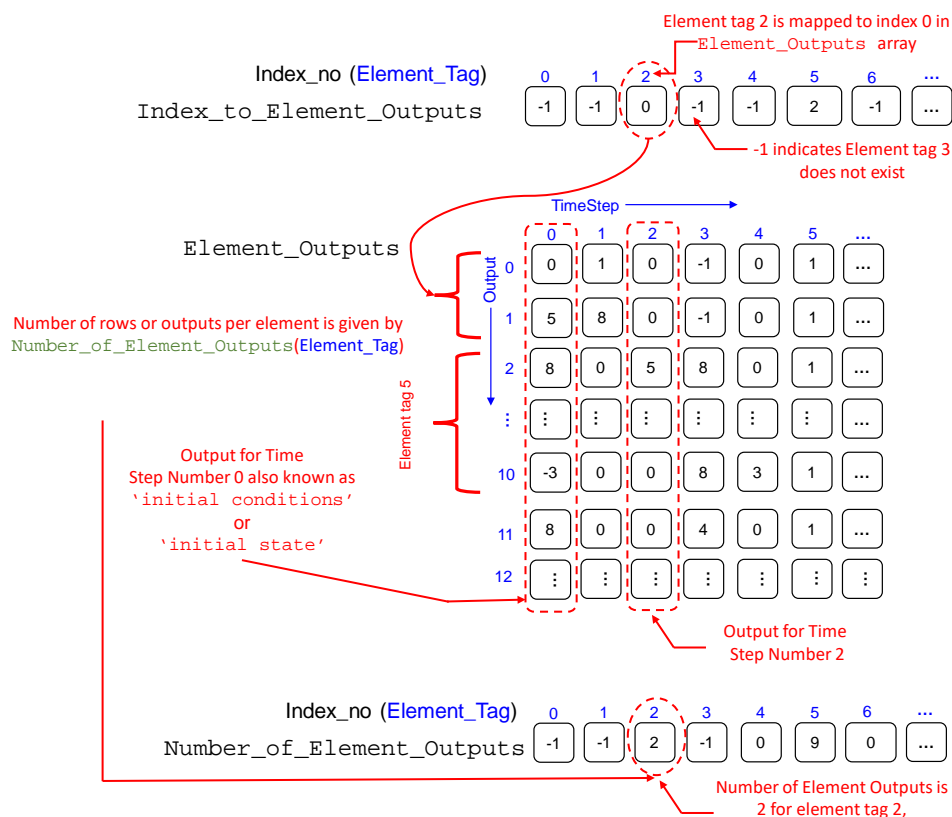 Element tag 2 is mapped to index 0 in
Element_Outputs array
Index_no (Element_Tag) 0 1 2 3 4 5 6 ...
Index_to_Element_Outputs -1 -1 0 -1 -1 2 -1 ...
-1 indicates Element tag 3
does not exist
TimeStep
Element_Outputs
0 1 2 3 4 5 ...
Output
0 0 1 0 -1 0 1 ...
1 5 8 0 -1 0 1 ...
Number of rows or outputs per element is given by
Number_of_Element_Outputs(Element_Tag)
Element tag 5
2 8 0 5 8 0 1 ...
⋮ ⋮ ⋮ ⋮ ⋮ ⋮ ⋮ ...
10 -3 0 0 8 3 1 ...
11 8 0 0 4 0 1 ...
12 ⋮ ⋮ ⋮ ⋮ ⋮ ⋮ ⋮
Output for Time
Step Number 0 also known as
‘initial conditions’
or
‘initial state’
Output for Time
Step Number 2
Index_no (Element_Tag) 0 1 2 3 4 5 6 ...
Number_of_Element_Outputs -1 -1 2 -1 0 9 0 ...
Number of Element Outputs is
2 for element tag 2,